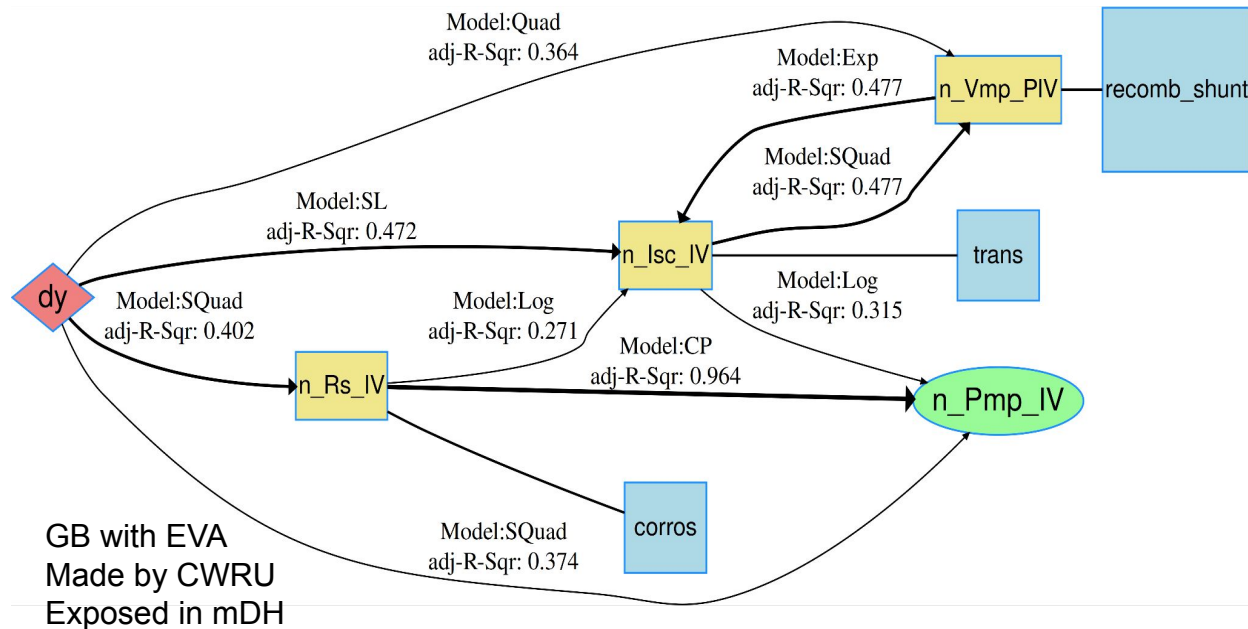 Model:Quad
adj-R-Sqr: 0.364
Model:Exp
adj-R-Sqr: 0.477
n_Vmp_PIV
recomb_shunt
Model:SQuad
adj-R-Sqr: 0.477
Model:SL
adj-R-Sqr: 0.472
n_Isc_IV
trans
dy
Model:SQuad
adj-R-Sqr: 0.402
Model:Log
adj-R-Sqr: 0.271
Model:Log
adj-R-Sqr: 0.315
Model:CP
adj-R-Sqr: 0.964
n_Rs_IV
n_Pmp_IV
corros
Model:SQuad
adj-R-Sqr: 0.374
GB with EVA
Made by CWRU
Exposed in mDH